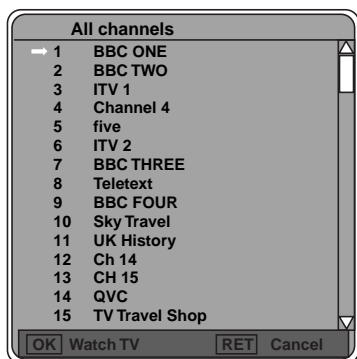 All channels
1 BBC ONE
2 BBC TWO
3 ITV 1
4 Channel 4
5 five
6 ITV 2
7 BBC THREE
8 Teletext
9 BBC FOUR
10 Sky Travel
11 UK History
12 Ch 14
13 CH 15
14 QVC
15 TV Travel Shop
OK Watch TV RET Cancel